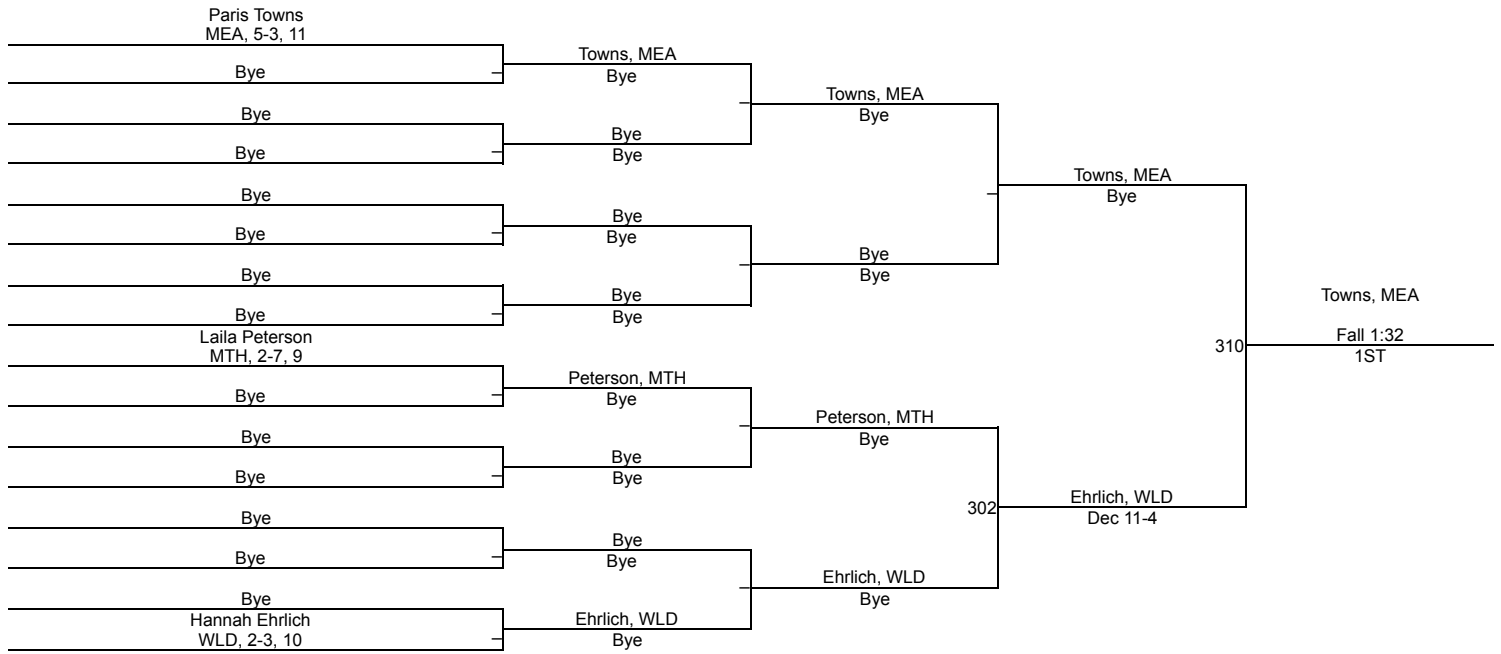 Paris Towns
MEA, 5-3, 11
Bye
Bye
Bye
Bye
Bye
Bye
Bye
Laila Peterson
MTH, 2-7, 9
Bye
Bye
Bye
Bye
Bye
Bye
Hannah Ehrlich
WLD, 2-3, 10
Towns, MEA
Bye
Bye
Bye
Bye
Bye
Bye
Bye
Peterson, MTH
Bye
Bye
Bye
Bye
Bye
Ehrlich, WLD
Bye
Towns, MEA
Bye
Bye
Bye
Peterson, MTH
Bye
Ehrlich, WLD
Bye
Towns, MEA
Bye
302
Ehrlich, WLD
Dec 11-4
310
Towns, MEA
Fall 1:32
1ST